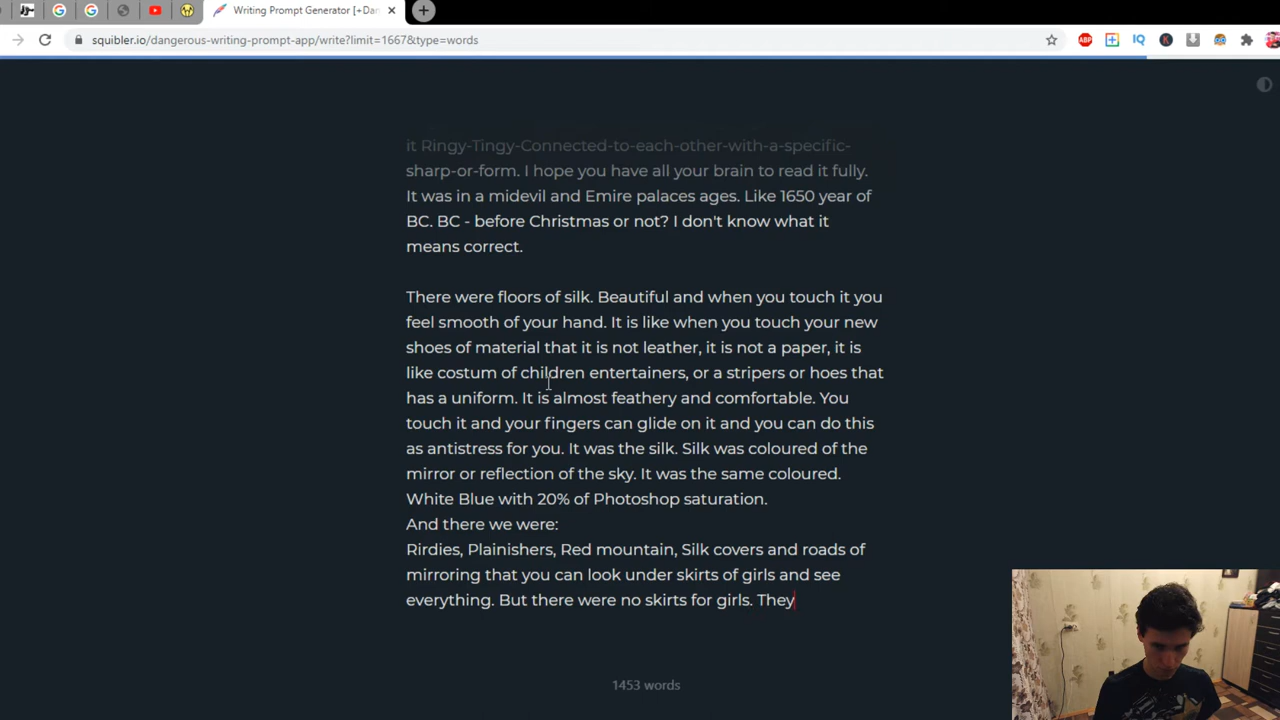 Writing Prompt Generator [+Dan
squibler.io/dangerous-writing-prompt-app/write?limit=1667&type=words
ABP
IQ
K
it Ringy-Tingy-Connected-to-each-other-with-a-specific-
sharp-or-form. I hope you have all your brain to read it fully.
It was in a midevil and Emire palaces ages. Like 1650 year of
BC. BC - before Christmas or not? I don't know what it
means correct.
There were floors of silk. Beautiful and when you touch it you
feel smooth of your hand. It is like when you touch your new
shoes of material that it is not leather, it is not a paper, it is
like costum of children entertainers, or a stripers or hoes that
has a uniform. It is almost feathery and comfortable. You
touch it and your fingers can glide on it and you can do this
as antistress for you. It was the silk. Silk was coloured of the
mirror or reflection of the sky. It was the same coloured.
White Blue with 20% of Photoshop saturation.
And there we were:
Rirdies, Plainishers, Red mountain, Silk covers and roads of
mirroring that you can look under skirts of girls and see
everything. But there were no skirts for girls. They
1453 words